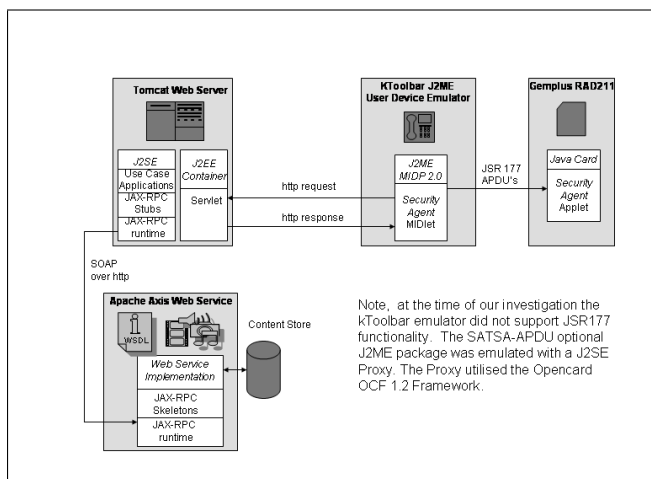 Tomcat Web Server
J2SE
Use Case
Applications
JAX-RPC
Stubs
JAX-RPC
runtime
J2EE
Container
Servlet
http request
http response
KToolbar J2ME
User Device Emulator
J2ME
MIDP 2.0
Security
Agent
MIDlet
JSR 177
APDU's
Gemplus RAD211
Java Card
Security
Agent
Applet
SOAP
over http
Apache Axis Web Service
i
WSDL
Web Service
Implementation
JAX-RPC
Skeletons
JAX-RPC
runtime
Content Store
Note, at the time of our investigation the
kToolbar emulator did not support JSR177
functionality. The SATSA-APDU optional
J2ME package was emulated with a J2SE
Proxy. The Proxy utilised the Opencard
OCF 1.2 Framework.